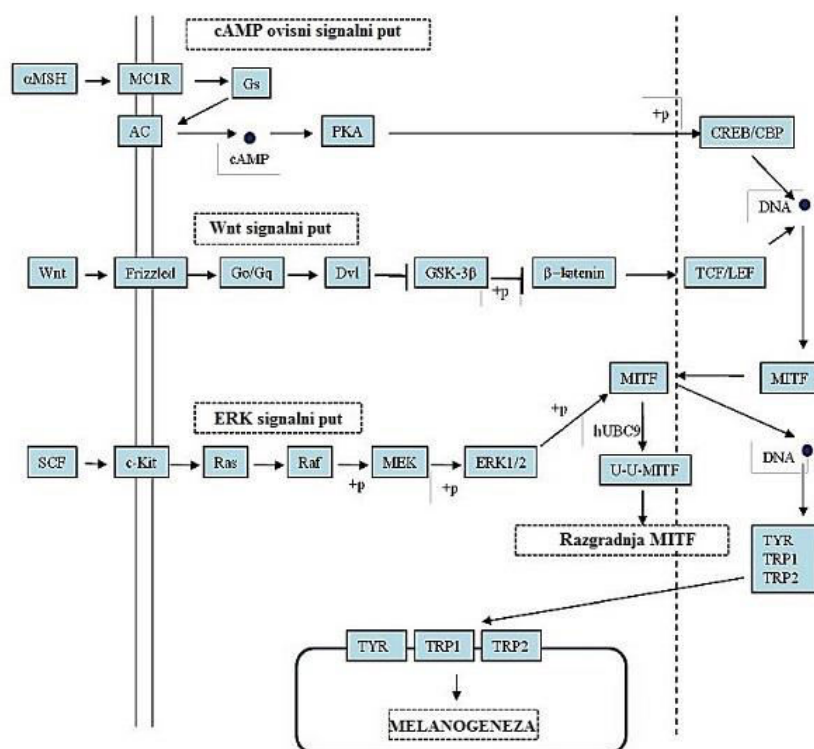 cAMP ovisni signalni put
αMSH
MC1R
Gs
AC
cAMP
PKA
+p
CREB/CBP
DNA
Wnt signalni put
Wnt
Frizzled
Go/Gq
Dvl
GSK-3β
+p
β-katenin
TCF/LEF
MITF
MITF
ERK signalni put
+p
hUBC9
SCF
c-Kit
Ras
Raf
+p
MEK
+p
ERK1/2
U-U-MITF
DNA
Razgradnja MITF
TYR
TRP1
TRP2
TYR
TRP1
TRP2
MELANOGENEZA